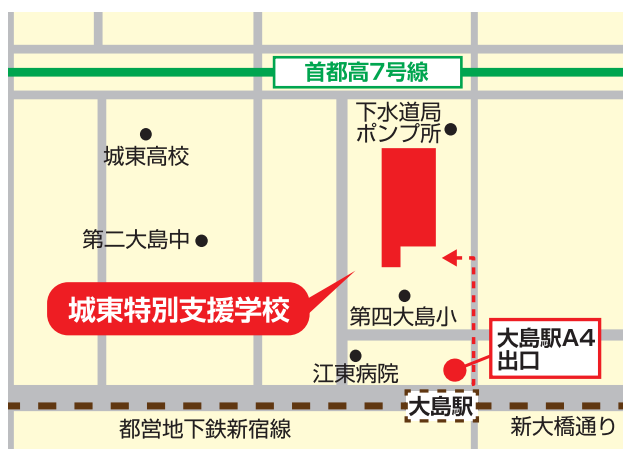 首都高7号線
下水道局
ポンプ所
城東高校
第二大島中
城東特別支援学校
第四大島小
大島駅A4
出口
江東病院
大島駅
都営地下鉄新宿線
新大橋通り